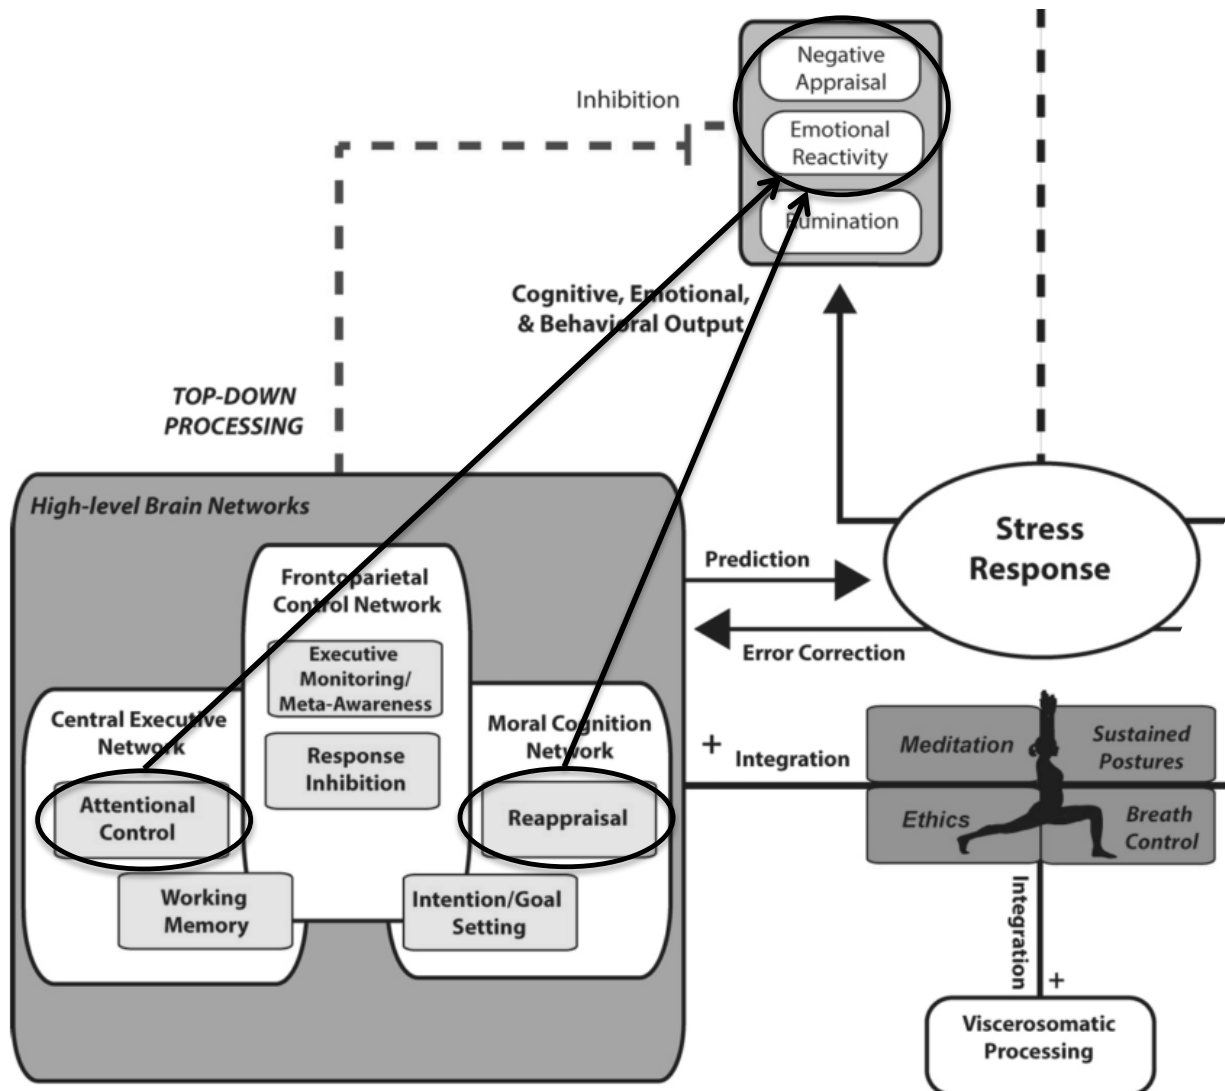 Negative
Appraisal
Inhibition
Emotional
Reactivity
Rumination
Cognitive, Emotional,
& Behavioral Output
TOP-DOWN
PROCESSING
High-level Brain Networks
Stress
Response
Prediction
Error Correction
Frontoparietal
Control Network
Executive
Monitoring/
Meta-Awareness
Response
Inhibition
Central Executive
Network
Attentional
Control
Working
Memory
Moral Cognition
Network
Reappraisal
Intention/Goal
Setting
+
Integration
Meditation
Sustained
Postures
Ethics
Breath
Control
Integration
+
Viscerosomatic
Processing